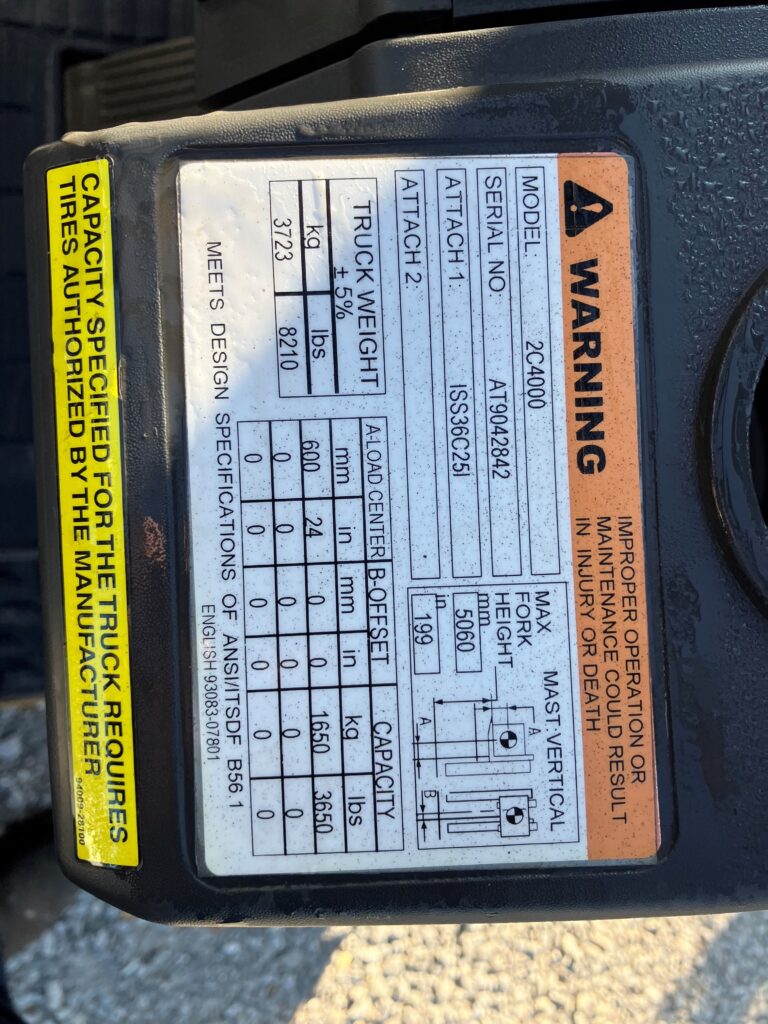 WARNING
IMPROPER OPERATION OR
MAINTENANCE COULD RESULT
IN INJURY OR DEATH
MODEL: 2C4000
SERIAL NO: AT9042842
ATTACH 1: ISS36C25I
ATTACH 2:
MAX
FORK
HEIGHT
mm
5060
in
199
MAST VERTICAL
A
A
B
TRUCK WEIGHT
± 5%
kg lbs.
3723 8210
A-LOAD CENTER B-OFFSET CAPACITY
mm in mm in kg lbs
600 24 0 0 1650 3650
0 0 0 0 0 0
0 0 0 0 0 0
MEETS DESIGN SPECIFICATIONS OF ANSI/ITSDF B56.1
ENGLISH 93083-07801
CAPACITY SPECIFIED FOR THE TRUCK REQUIRES
TIRES AUTHORIZED BY THE MANUFACTURER
94009-28100